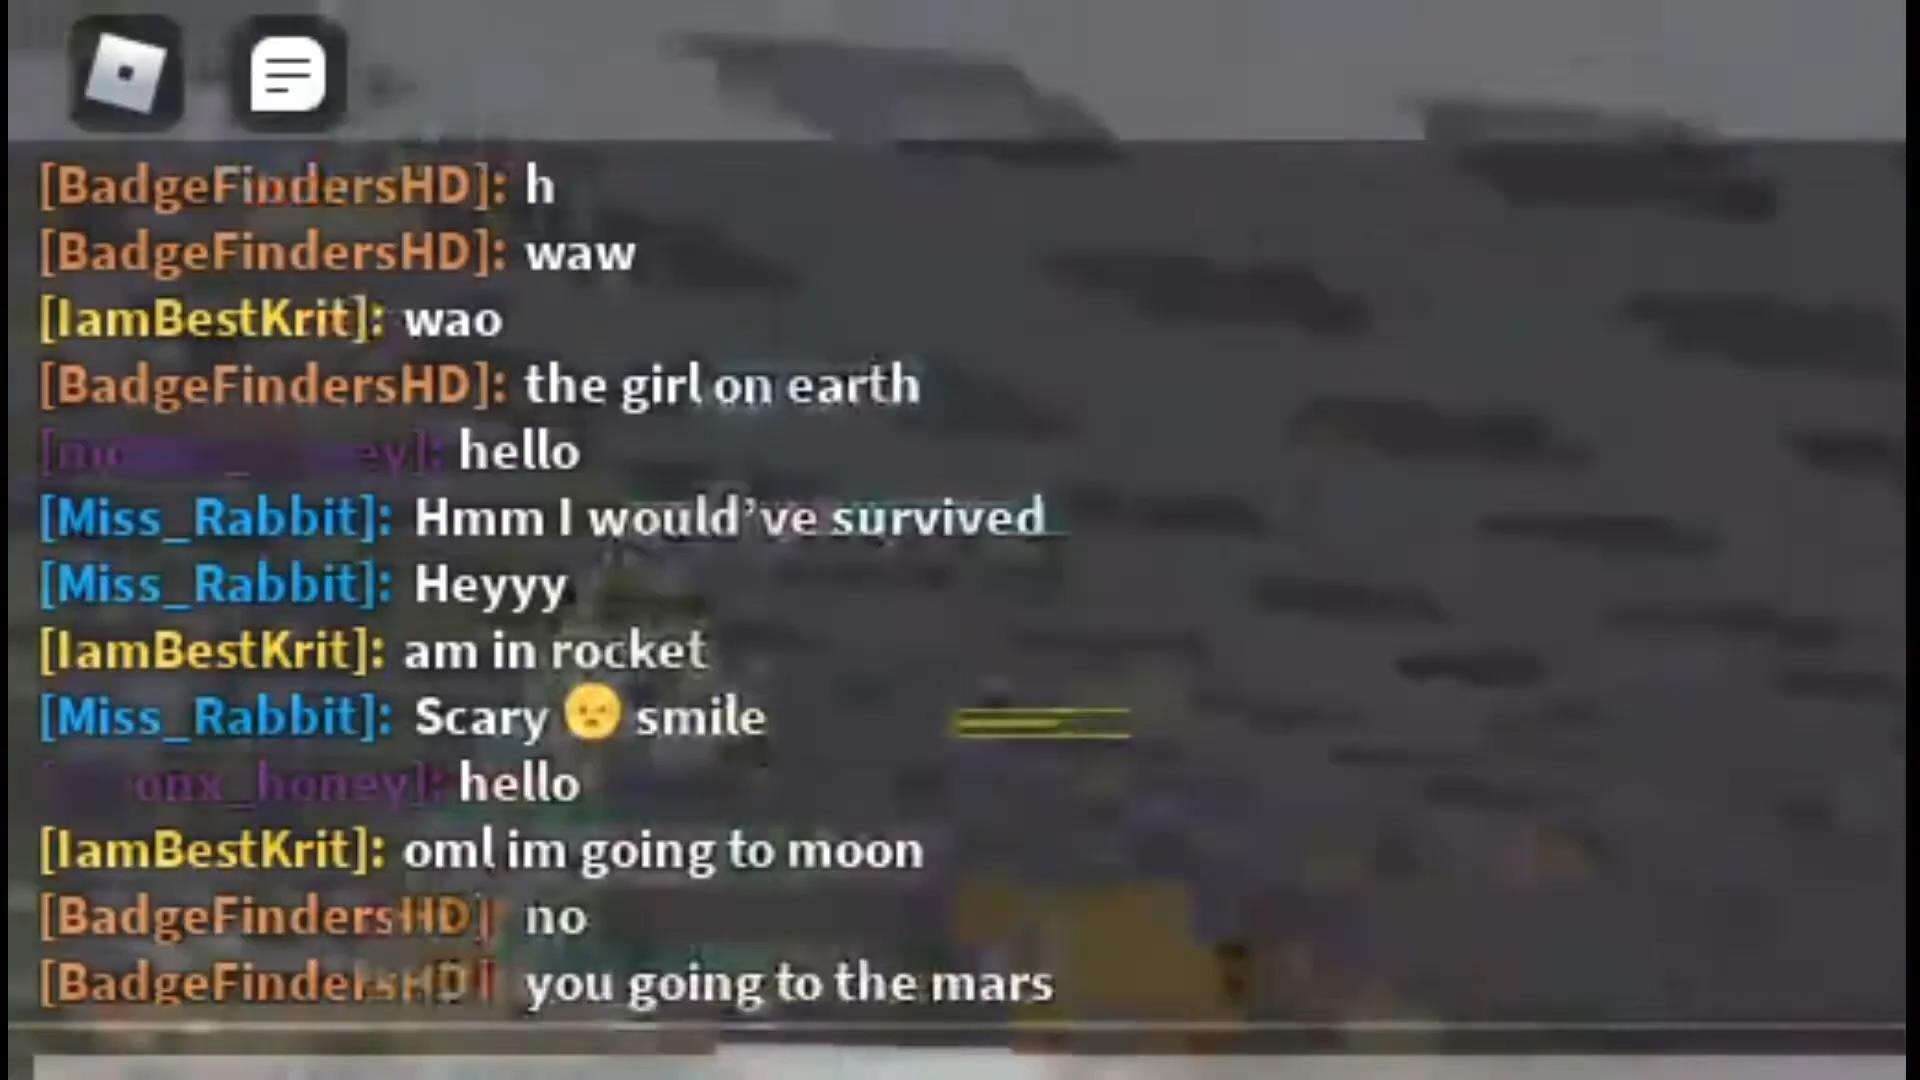 [BadgeFindersHD]: h
[BadgeFindersHD]: waw
[IamBestKrit]: wao
[BadgeFindersHD]: the girl on earth
hello
[Miss_Rabbit]: Hmm I would’ve survived
[Miss_Rabbit]: Heyyy
[IamBestKrit]: am in rocket
[Miss_Rabbit]: Scary 😠 smile
hello
[IamBestKrit]: oml im going to moon
[BadgeFindersHD] no
[BadgeFindersHD] you going to the mars